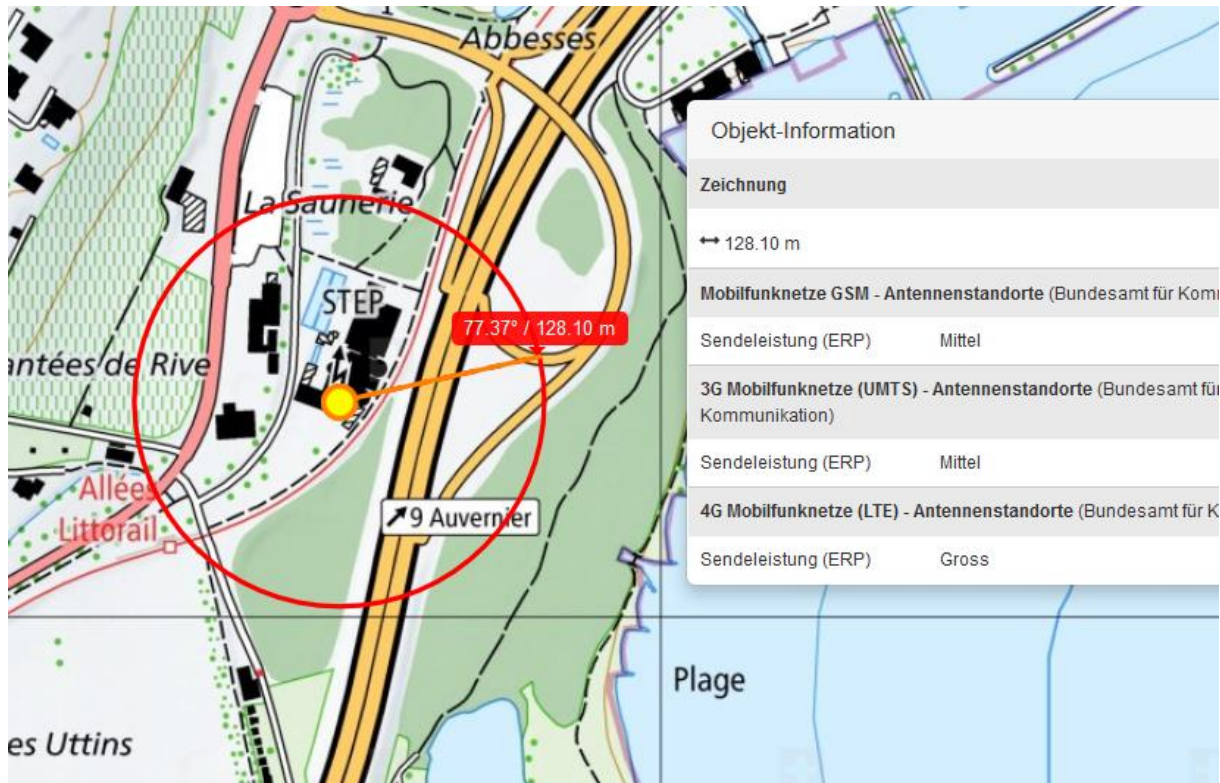 Abbesses
La Saunerie
STEP
77.37° / 128.10 m
antées de Rive
Allées
Littorail
9 Auvernier
Plage
es Uttins
Objekt-Information
Zeichnung
↔ 128.10 m
Mobilfunknetze GSM - Antennenstandorte (Bundesamt für Kom
Sendeleistung (ERP) Mittel
3G Mobilfunknetze (UMTS) - Antennenstandorte (Bundesamt für
Kommunikation)
Sendeleistung (ERP) Mittel
4G Mobilfunknetze (LTE) - Antennenstandorte (Bundesamt für K
Sendeleistung (ERP) Gross